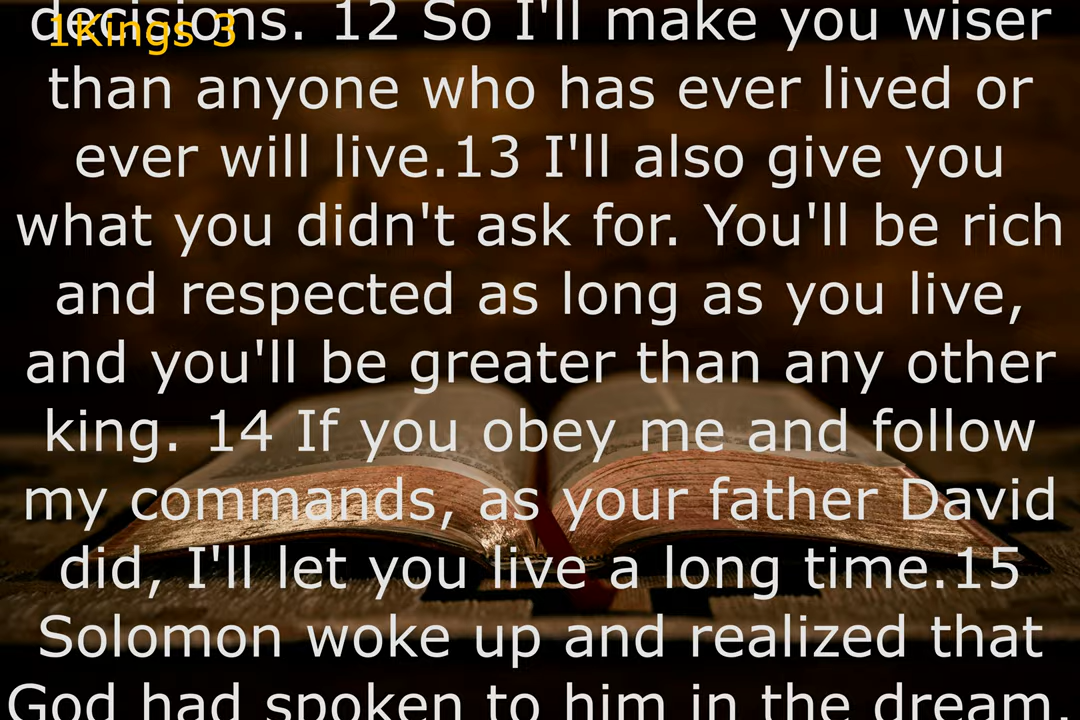 decisions. 12 So I'll make you wiser
1Kings 3
than anyone who has ever lived or
ever will live.13 I'll also give you
what you didn't ask for. You'll be rich
and respected as long as you live,
and you'll be greater than any other
king. 14 If you obey me and follow
my commands, as your father David
did, I'll let you live a long time.15
Solomon woke up and realized that
God had spoken to him in the dream.